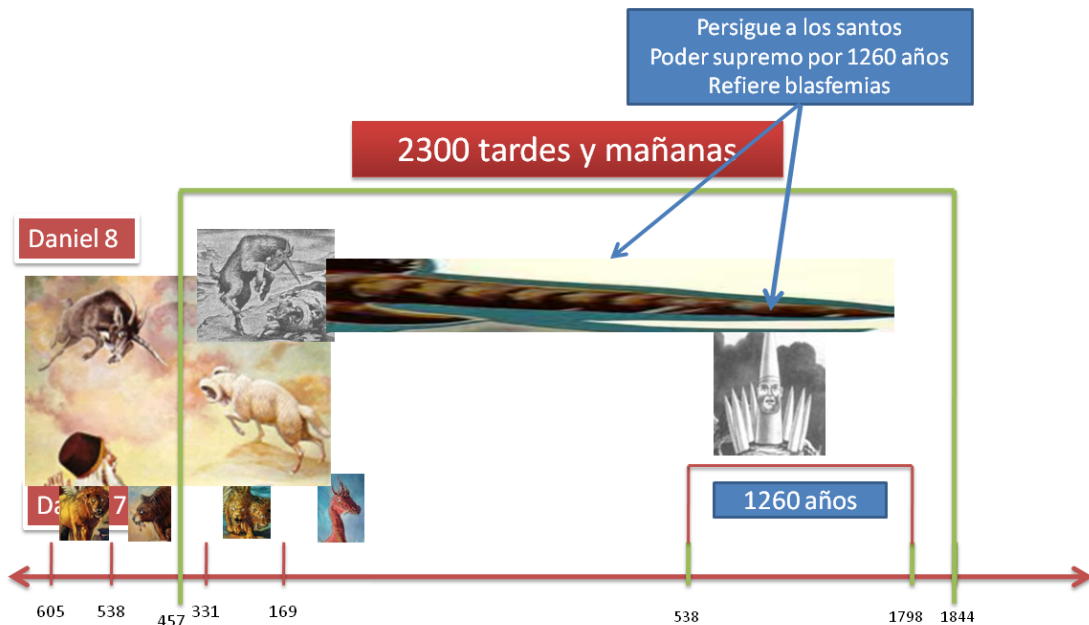 Persigue a los santos
Poder supremo por 1260 años
Refiere blasfemias
2300 tardes y mañanas
Daniel 8
7
1260 años
605
538
457
331
169
538
1798
1844